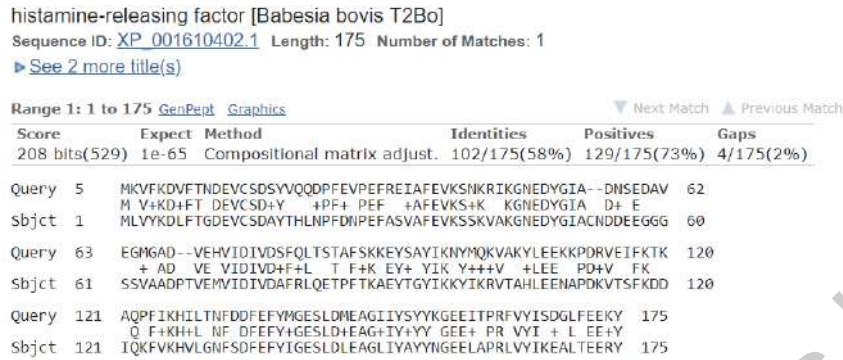 histamine-releasing factor [Babesia bovis T2Bo]
Sequence ID: XP_001610402.1 Length: 175 Number of Matches: 1
See 2 more title(s)
Range 1: 1 to 175 GenPept Graphics Next Match Previous Match
Score Expect Method Identities Positives Gaps
208 bits(529) 1e-65 Compositional matrix adjust. 102/175(58%) 129/175(73%) 4/175(2%)
Query 5 MKVFKDVFTNDEVCSDSYVQQDPFEVPEFREIAFEVKSNKRIKGNEDYGIA--DNSEDAV 62
M V+KD+FT DEVCSD+Y +PF+ PEF +AFEVKS+K KGNEDYGIA D+ E
Sbjct 1 MLVYKDLFTGDEVCSDAYTHLNPFDNPEFASVAFEVKSSKVAKGNEDYGIACNDDEEGGG 60
Query 63 EGMGAD--VEHVIDIVDSFQLTSTAFSKKEYSAYIKNYMQKVAKYLEEKKPDRVEIFKTK 120
+ AD VE VIDIVD+F+L T F+K EY+ YIK Y+++V +LEE PD+V FK
Sbjct 61 SSVAADPTVEMVIDIVDAFRLQETPFTKAEYTGYIKKYIKRVTAHLEENAPDKVTSFKDD 120
Query 121 AQPFIKHILTNFDDFEFYMGESLDMEAGIIYSYYKGEEITPRFVYISDGLFEEKY 175
Q F+KH+L NF DFEFY+GESLD+EAG+IY+YY GEE+ PR VYI + L EE+Y
Sbjct 121 IQKFVKHVLGNFSDFEFYIGESLDLEAGLIYAYYNGEELAPRLVYIKEALTEERY 175